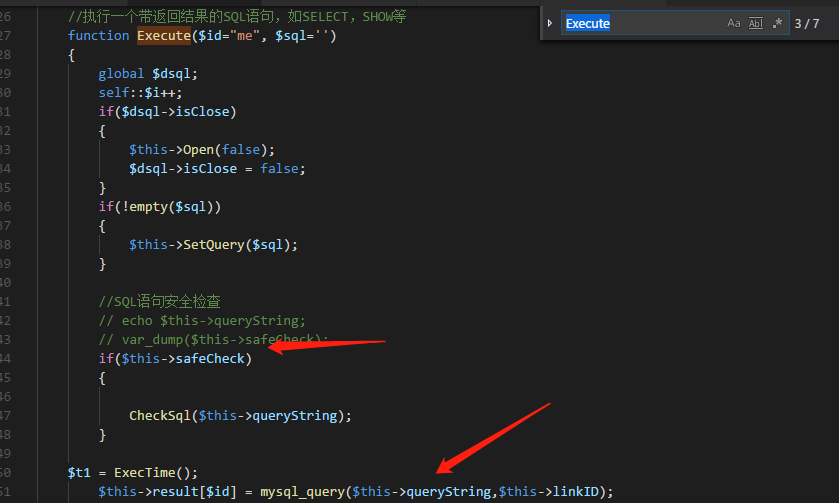 26 //执行一个带返回结果的SQL语句，如SELECT，SHOW等
27 function Execute($id="me", $sql='')
28 {
29 global $dsql;
30 self::$i++;
31 if($dsql->isClose)
32 {
33 $this->Open(false);
34 $dsql->isClose = false;
35 }
36 if(!empty($sql))
37 {
38 $this->SetQuery($sql);
39 }
40
41 //SQL语句安全检查
42 // echo $this->queryString;
43 // var_dump($this->safeCheck);
44 if($this->safeCheck)
45 {
46
47 CheckSql($this->queryString);
48 }
49
50 $t1 = ExecTime();
51 $this->result[$id] = mysql_query($this->queryString,$this->linkID);
Execute Aa Abl .* 3 / 7